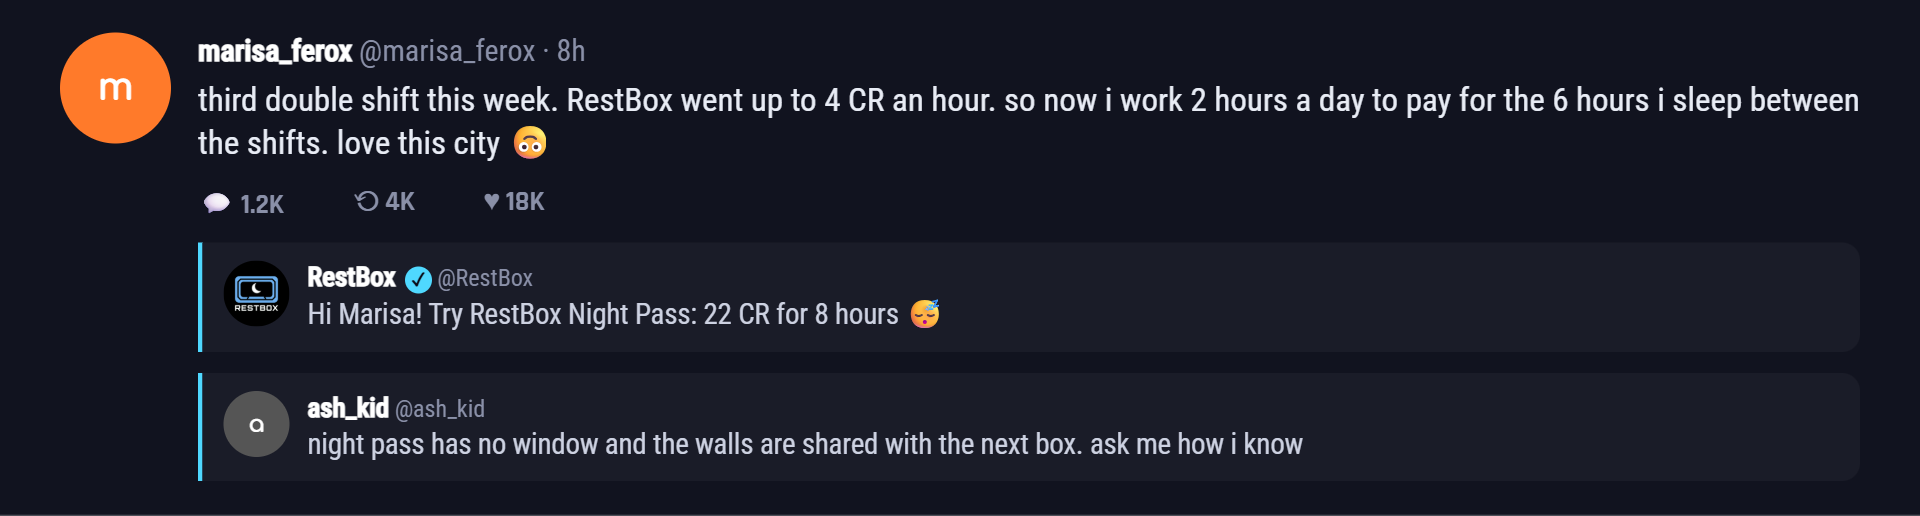 m
marisa_ferox @marisa_ferox · 8h
third double shift this week. RestBox went up to 4 CR an hour. so now i work 2 hours a day to pay for the 6 hours i sleep between
the shifts. love this city 🙃
💬 1.2K ⟲ 4K ♥ 18K
RESTBOX
RestBox ✓ @RestBox
Hi Marisa! Try RestBox Night Pass: 22 CR for 8 hours 😴
a
ash_kid @ash_kid
night pass has no window and the walls are shared with the next box. ask me how i know